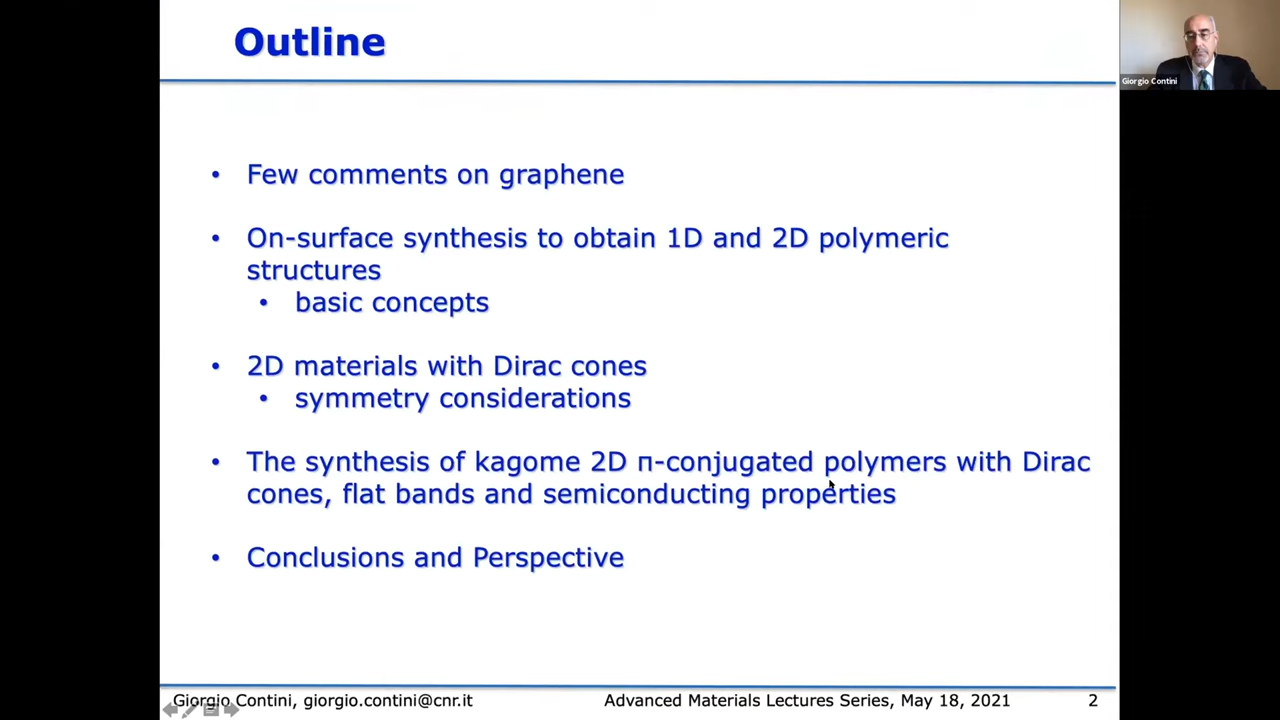 Outline
Giorgio Contini
• Few comments on graphene
• On-surface synthesis to obtain 1D and 2D polymeric
structures
• basic concepts
• 2D materials with Dirac cones
• symmetry considerations
• The synthesis of kagome 2D π-conjugated polymers with Dirac
cones, flat bands and semiconducting properties
• Conclusions and Perspective
Giorgio Contini, giorgio.contini@cnr.it
Advanced Materials Lectures Series, May 18, 2021
2